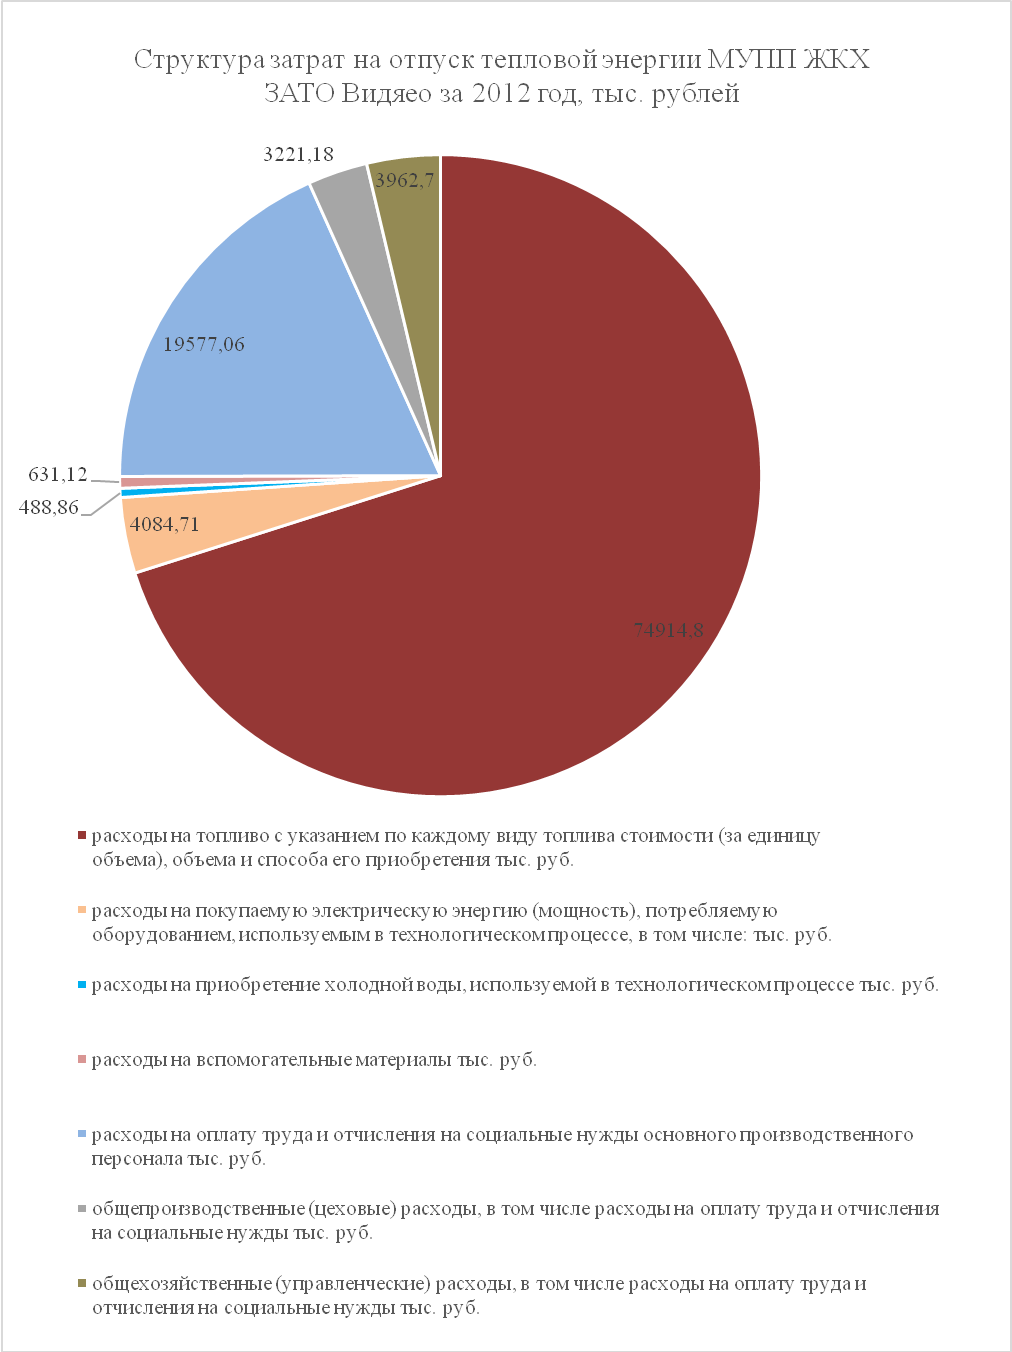 Структура затрат на отпуск тепловой энергии МУПП ЖКХ
ЗАТО Видяево за 2012 год, тыс. рублей
3221,18
3962,7
19577,06
631,12
488,86
4084,71
74914,8
расходы на топливо с указанием по каждому виду топлива стоимости (за единицу
объема), объема и способа его приобретения тыс. руб.
расходы на покупаемую электрическую энергию (мощность), потребляемую
оборудованием, используемым в технологическом процессе, в том числе: тыс. руб.
расходы на приобретение холодной воды, используемой в технологическом процессе тыс. руб.
расходы на вспомогательные материалы тыс. руб.
расходы на оплату труда и отчисления на социальные нужды основного производственного
персонала тыс. руб.
общепроизводственные (цеховые) расходы, в том числе расходы на оплату труда и отчисления
на социальные нужды тыс. руб.
общехозяйственные (управленческие) расходы, в том числе расходы на оплату труда и
отчисления на социальные нужды тыс. руб.